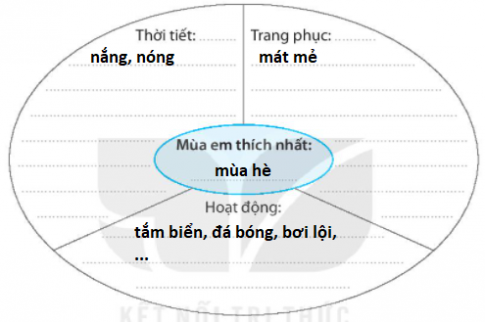 Thời tiết:
nắng, nóng
Trang phục:
mát mẻ
Mùa em thích nhất:
mùa hè
Hoạt động:
tắm biển, đá bóng, bơi lội,
...
KẾT NỐI TRI THỨC